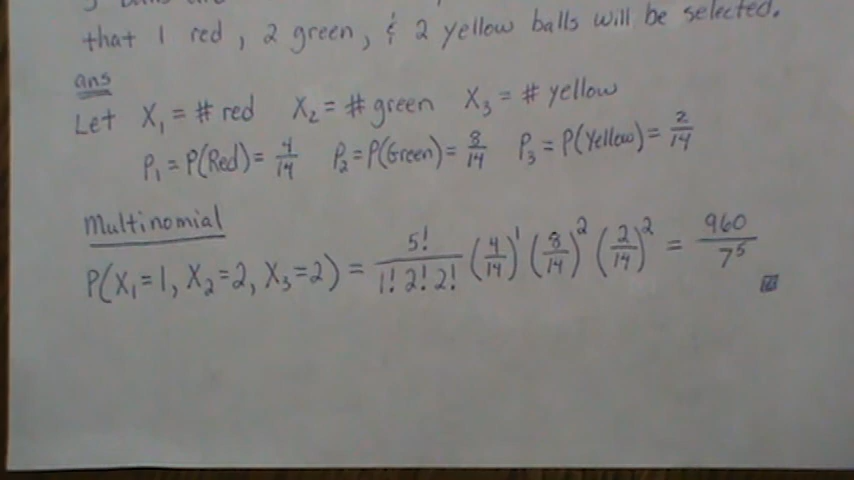 that 1 red, 2 green, & 2 yellow balls will be selected.
ans
Let X₁ = # red X₂ = # green X₃ = # yellow
P₁ = P(Red) = 4/14 P₂ = P(Green) = 8/14 P₃ = P(Yellow) = 2/14
Multinomial
P(X₁=1, X₂=2, X₃=2) = 5!/(1! 2! 2!) (4/14)¹ (8/14)² (2/14)² = 960/7⁵